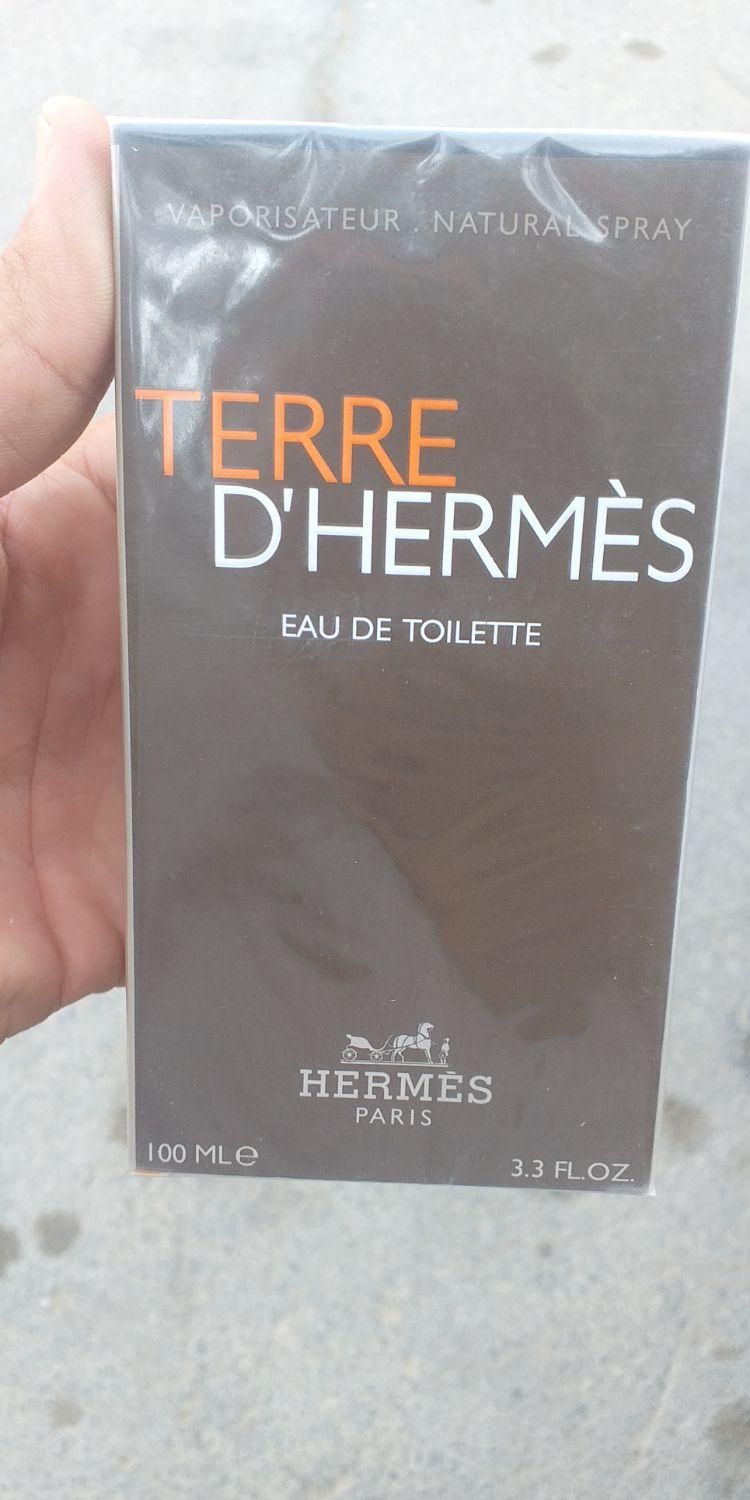 VAPORISATEUR . NATURAL SPRAY
TERRE
D'HERMÈS
EAU DE TOILETTE
HERMÈS
PARIS
100 ML e
3.3 FL.OZ.